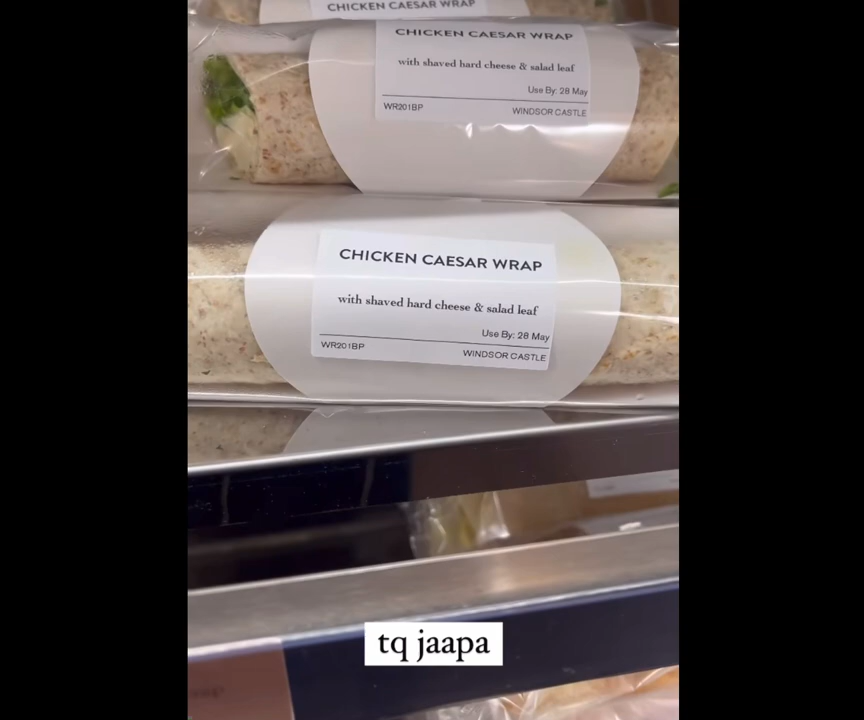 CHICKEN CAESAR WRAP
CHICKEN CAESAR WRAP
with shaved hard cheese & salad leaf
Use By: 28 May
WR201BP WINDSOR CASTLE
CHICKEN CAESAR WRAP
with shaved hard cheese & salad leaf
Use By: 28 May
WR201BP WINDSOR CASTLE
tq jaapa